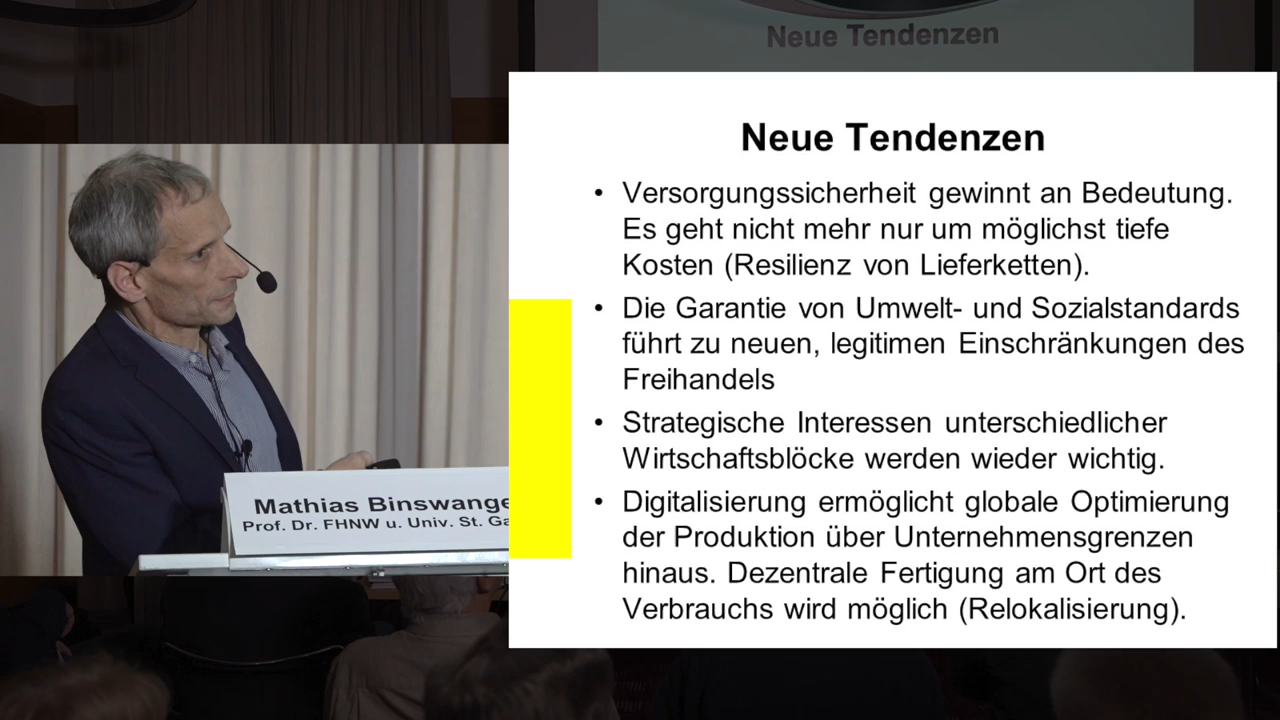 Neue Tendenzen
Neue Tendenzen
• Versorgungssicherheit gewinnt an Bedeutung.
Es geht nicht mehr nur um möglichst tiefe
Kosten (Resilienz von Lieferketten).
• Die Garantie von Umwelt- und Sozialstandards
führt zu neuen, legitimen Einschränkungen des
Freihandels
• Strategische Interessen unterschiedlicher
Wirtschaftsblöcke werden wieder wichtig.
• Digitalisierung ermöglicht globale Optimierung
der Produktion über Unternehmensgrenzen
hinaus. Dezentrale Fertigung am Ort des
Verbrauchs wird möglich (Relokalisierung).
Mathias Binswange
Prof. Dr. FHNW u. Univ. St. Ga